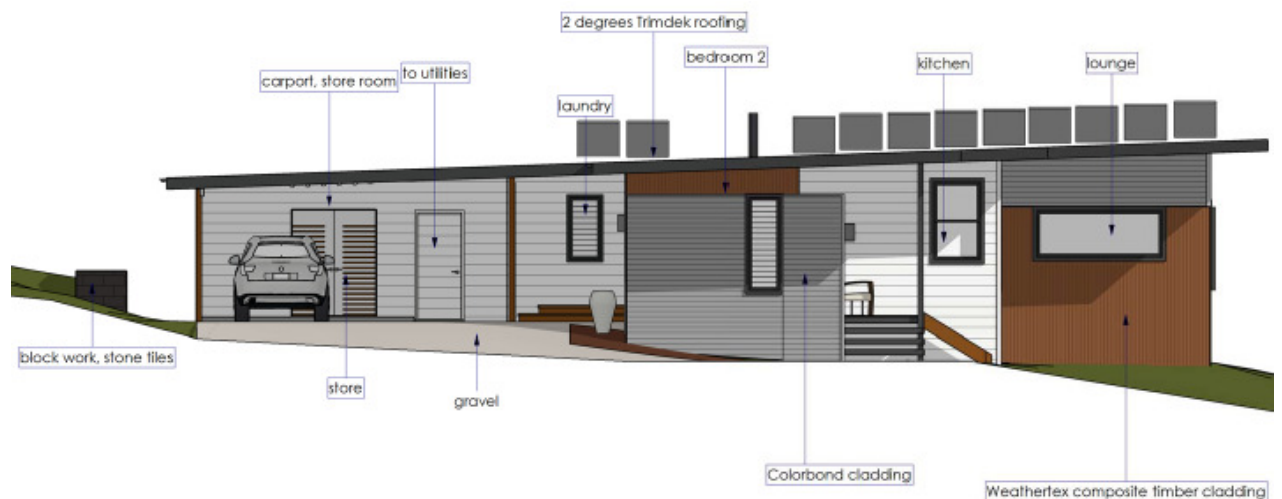 2 degrees Trimdek roofing
bedroom 2
carport, store room
to utilities
kitchen
lounge
laundry
block work, stone tiles
store
gravel
Colorbond cladding
Weathertex composite timber cladding